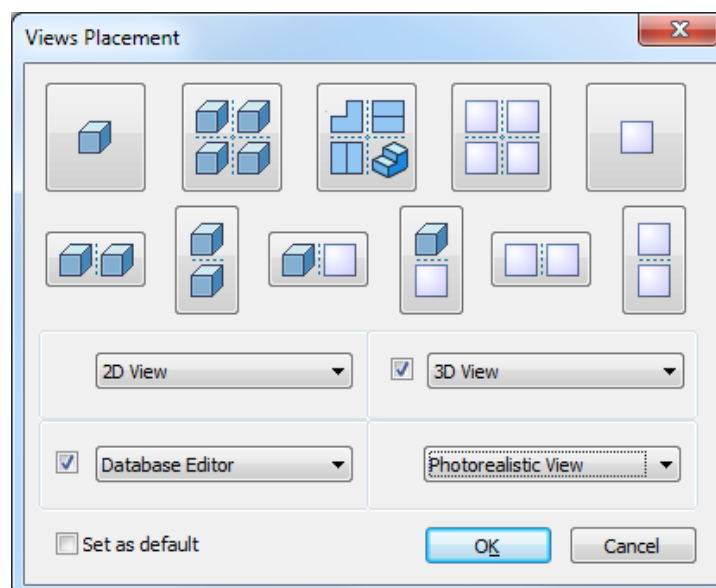 Views Placement
2D View
3D View
Database Editor
Photorealistic View
Set as default
OK
Cancel